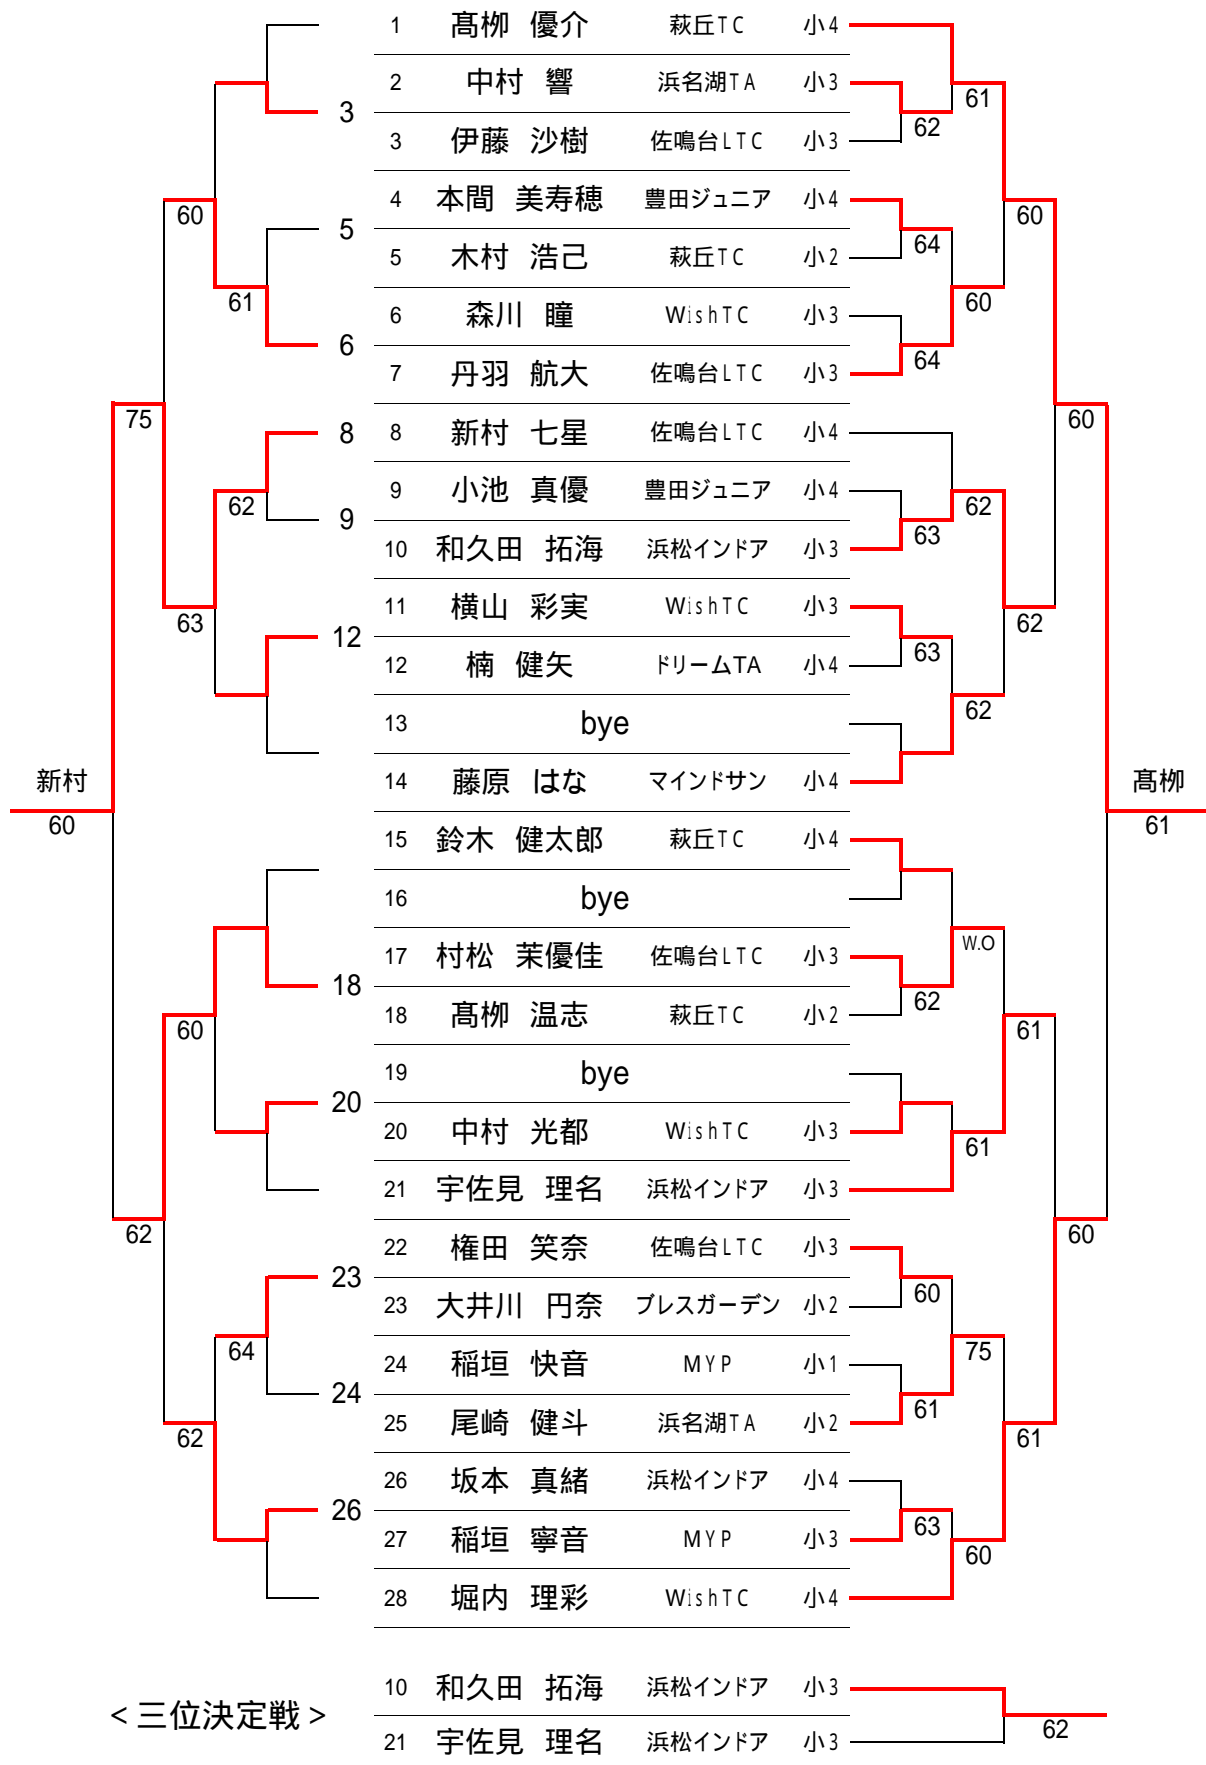 1 髙栁 優介 萩丘TC 小4
2 中村 響 浜名湖TA 小3 61
3 62
3 伊藤 沙樹 佐鳴台LTC 小3
4 本間 美寿穂 豊田ジュニア 小4
60 60
5 64
5 木村 浩己 萩丘TC 小2
61 60
6 森川 瞳 WishTC 小3
6 64
7 丹羽 航大 佐鳴台LTC 小3
75 60
8 8 新村 七星 佐鳴台LTC 小4
9 小池 真優 豊田ジュニア 小4
62 62
9 63
10 和久田 拓海 浜松インドア 小3
11 横山 彩実 WishTC 小3
63 62
12 63
12 楠 健矢 ドリームTA 小4
62
13 bye
14 藤原 はな マインドサン 小4
新村 髙栁
60 61
15 鈴木 健太郎 萩丘TC 小4
16 bye
W.O
17 村松 茉優佳 佐鳴台LTC 小3
18 62
18 髙栁 温志 萩丘TC 小2
60 61
19 bye
20
20 中村 光都 WishTC 小3
61
21 宇佐見 理名 浜松インドア 小3
62 60
22 権田 笑奈 佐鳴台LTC 小3
23 60
23 大井川 円奈 ブレスガーデン 小2
64 75
24 稲垣 快音 MYP 小1
24 61
25 尾崎 健斗 浜名湖TA 小2
62 61
26 坂本 真緒 浜松インドア 小4
26 63
27 稲垣 寧音 MYP 小3
60
28 堀内 理彩 WishTC 小4
10 和久田 拓海 浜松インドア 小3
<三位決定戦> 62
21 宇佐見 理名 浜松インドア 小3